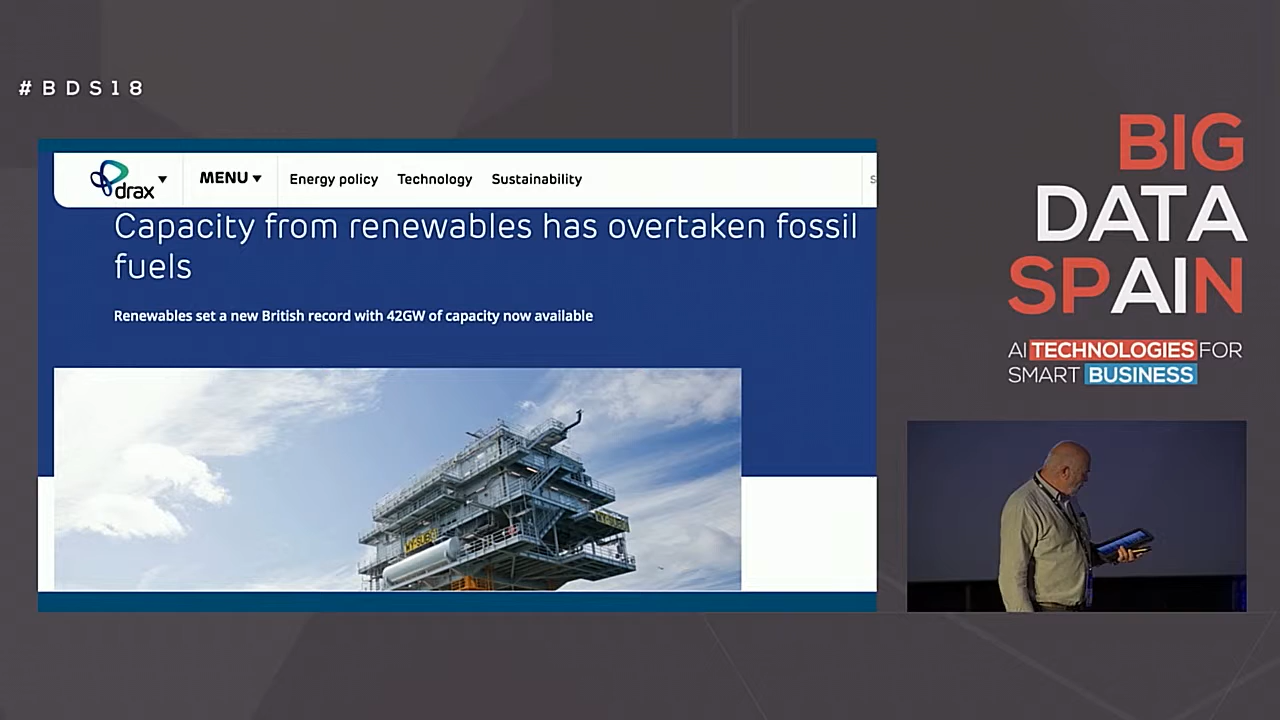 #BDS18
drax
MENU
Energy policy
Technology
Sustainability
Capacity from renewables has overtaken fossil
fuels
Renewables set a new British record with 42GW of capacity now available
BIG
DATA
SPAIN
AI TECHNOLOGIES FOR
SMART BUSINESS